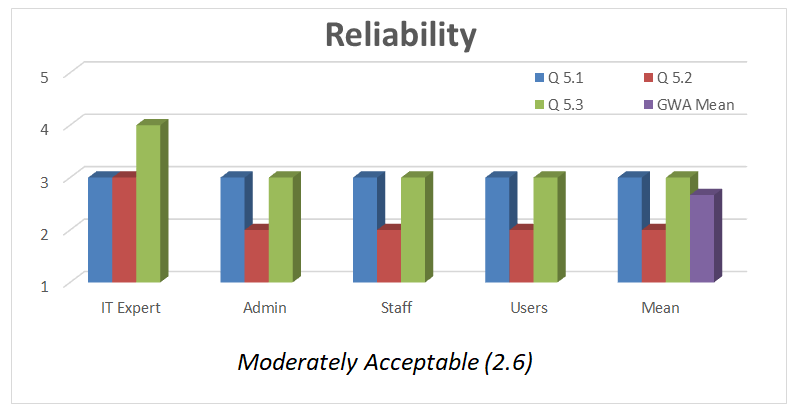 Reliability
5
4
3
2
1
Q 5.1 Q 5.2
Q 5.3 GWA Mean
IT Expert Admin Staff Users Mean
Moderately Acceptable (2.6)